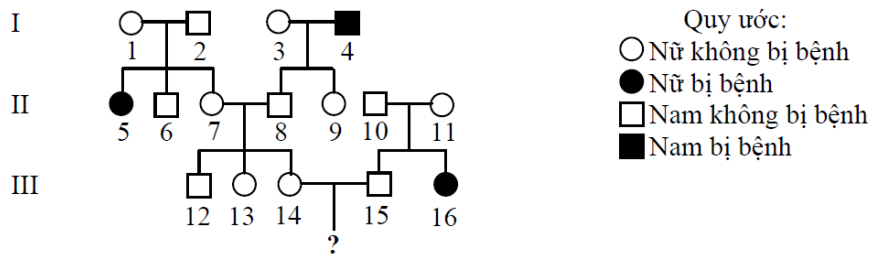 I
1 2 3 4
II
5 6 7 8 9 10 11
III
12 13 14 15 16
?
Quy ước:
Nữ không bị bệnh
Nữ bị bệnh
Nam không bị bệnh
Nam bị bệnh